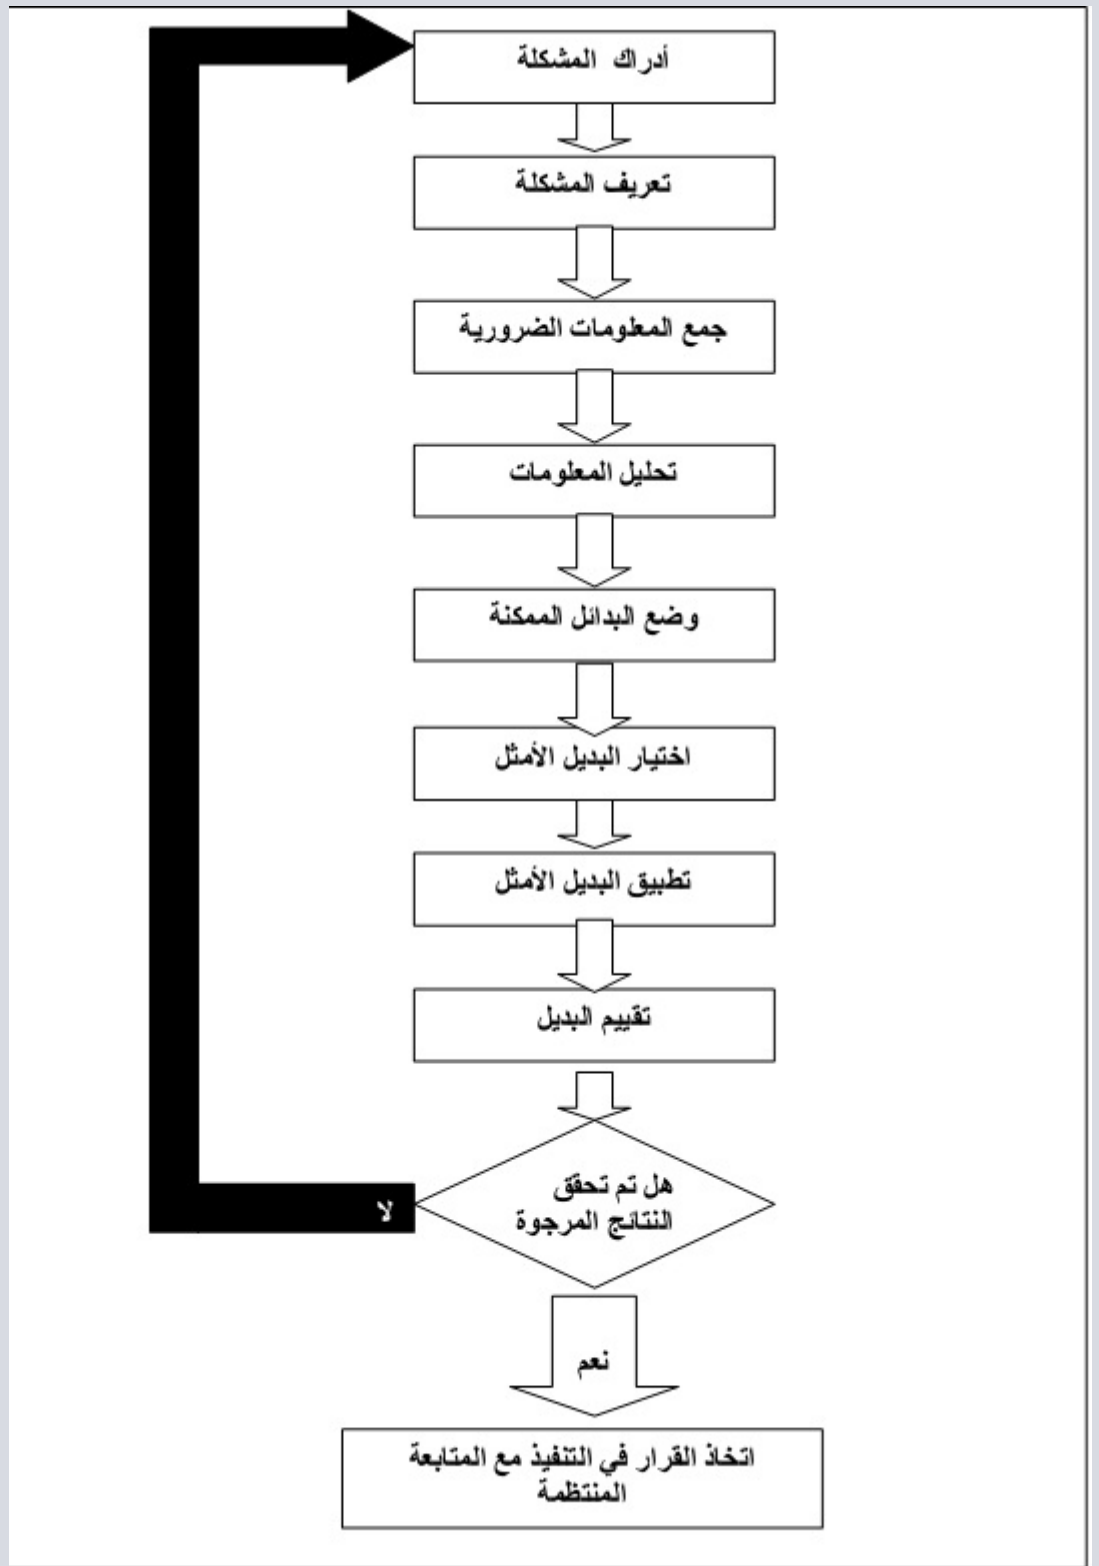 أدراك المشكلة
تعريف المشكلة
جمع المعلومات الضرورية
تحليل المعلومات
وضع البدائل الممكنة
اختيار البديل الأمثل
تطبيق البديل الأمثل
تقييم البديل
هل تم تحقق
النتائج المرجوة
لا
نعم
اتخاذ القرار في التنفيذ مع المتابعة
المنتظمة